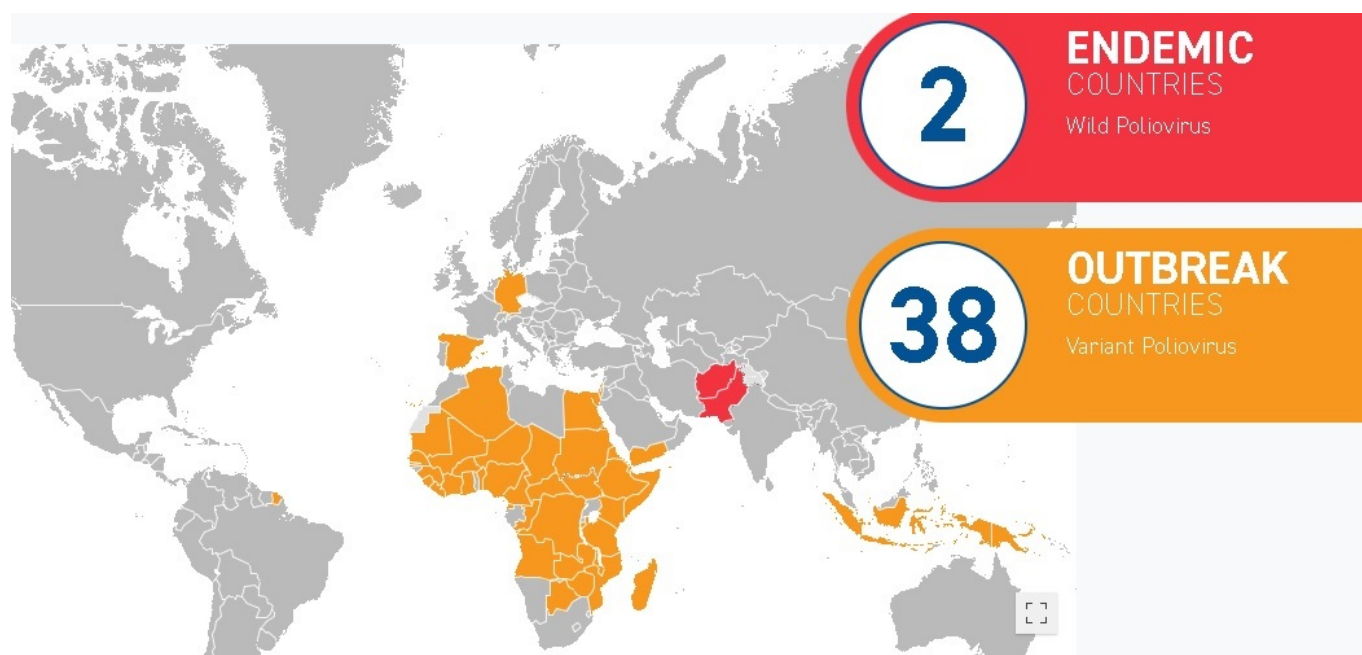 2
ENDEMIC
COUNTRIES
Wild Poliovirus
38
OUTBREAK
COUNTRIES
Variant Poliovirus